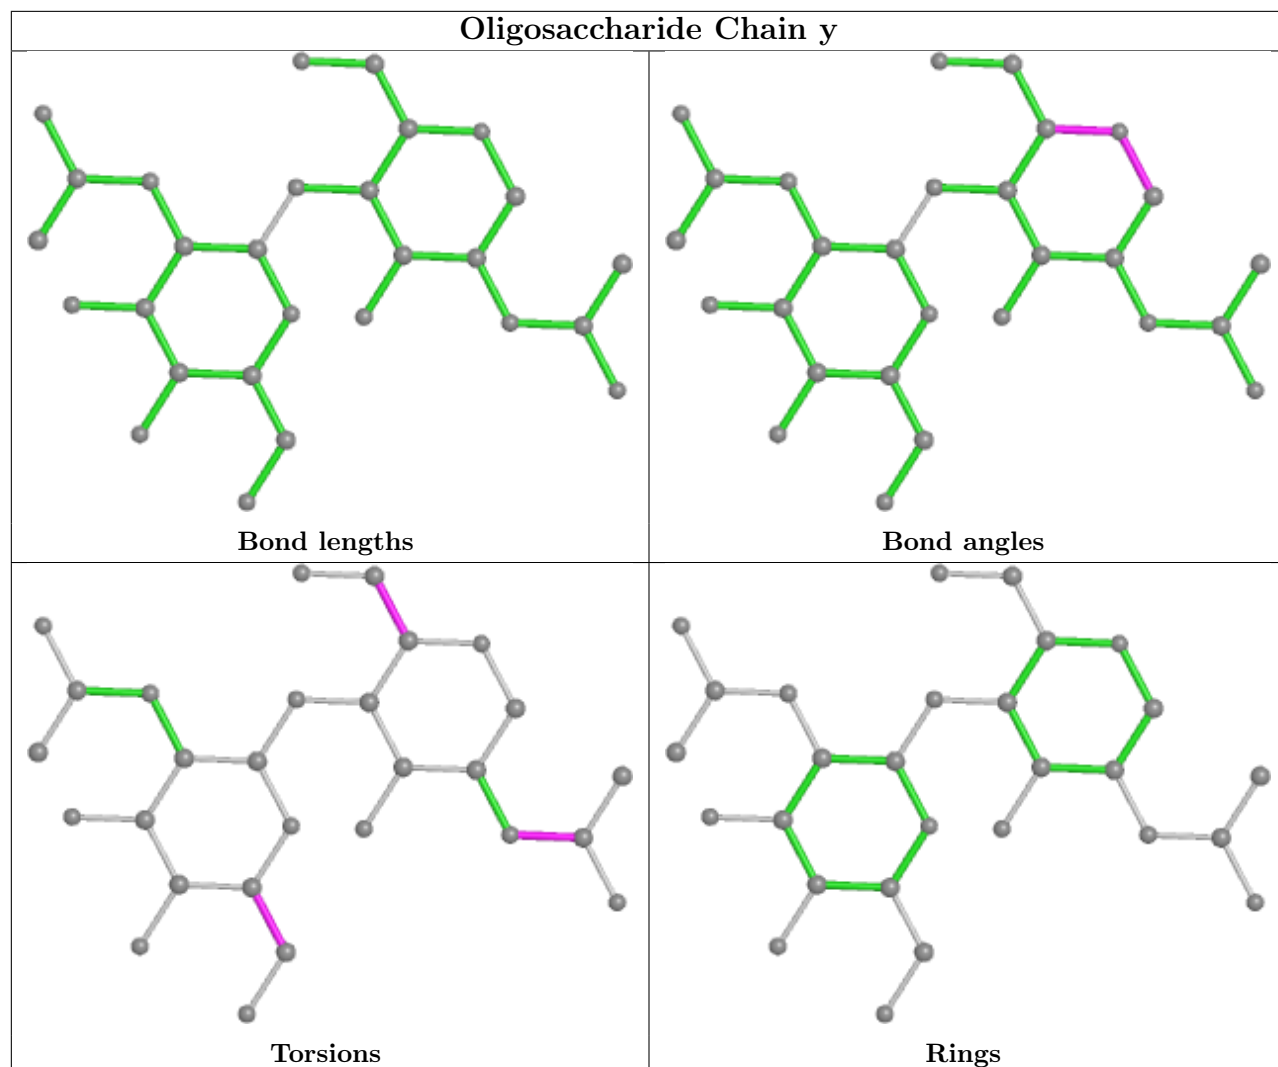 Oligosaccharide Chain y
Bond lengths
Bond angles
Torsions
Rings